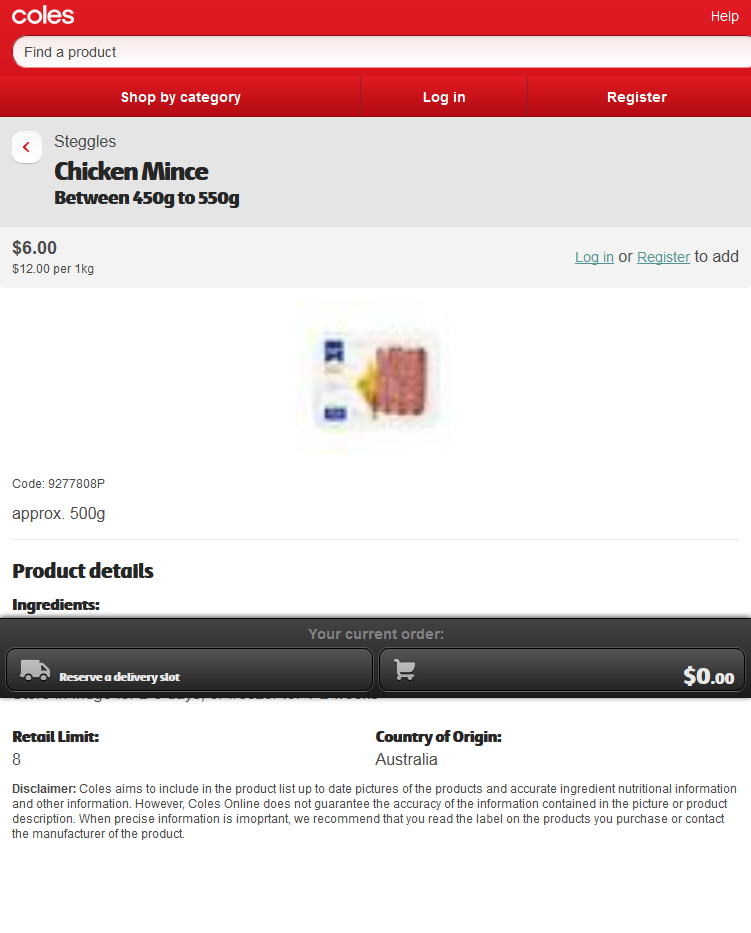 coles
Help
Find a product
Shop by category
Log in
Register
Steggles
Chicken Mince
Between 450g to 550g
$6.00
$12.00 per 1kg
Log in or Register to add
Code: 9277808P
approx. 500g
Product details
Ingredients:
Your current order:
Reserve a delivery slot
$0.00
Retail Limit:
8
Country of Origin:
Australia
Disclaimer: Coles aims to include in the product list up to date pictures of the products and accurate ingredient nutritional information
and other information. However, Coles Online does not guarantee the accuracy of the information contained in the picture or product
description. When precise information is imoprtant, we recommend that you read the label on the products you purchase or contact
the manufacturer of the product.